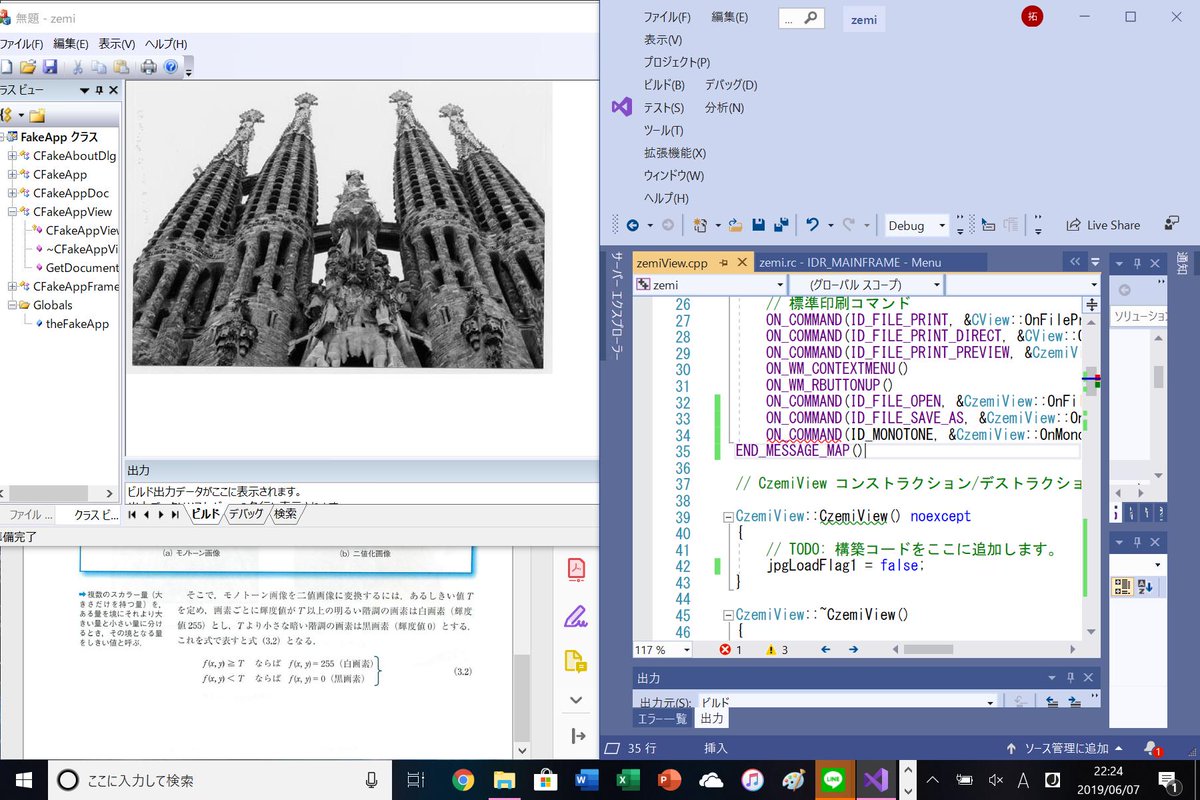 無題 - zemi
ファイル(F) 編集(E) 表示(V) ヘルプ(H)
ラス ビュー
FakeApp クラス
CFakeAboutDlg
CFakeApp
CFakeAppDoc
CFakeAppView
CFakeAppView
~CFakeAppVi
GetDocument
CFakeAppFrame
Globals
theFakeApp
出力
ビルド出力データがここに表示されます。
ファイル ... クラス ビ...
ビルド デバッグ 検索
準備完了
(a) モノトーン画像 (b) 二値化画像
➡複数のスカラー量（大
きさだけを持つ量）を，
ある量を境にそれより大
きい量と小さい量に分け
るとき，その境となる量
をしきい値と呼ぶ．
そこで，モノトーン画像を二値画像に変換するには，あるしきい値 T
を定め，画素ごとに輝度値が T 以上の明るい階調の画素は白画素（輝度
値 255）とし，T より小さな暗い階調の画素は黒画素（輝度値 0）とする．
これを式で表すと式 (3.2) となる．
f(x, y) ≧ T ならば f(x, y) = 255（白画素）
f(x, y) < T ならば f(x, y) = 0（黒画素）
(3.2)
ファイル(F) 編集(E) ... zemi 拓
表示(V)
プロジェクト(P)
ビルド(B) デバッグ(D)
テスト(S) 分析(N)
ツール(T)
拡張機能(X)
ウィンドウ(W)
ヘルプ(H)
Debug Live Share
サーバー エクスプローラー
zemiView.cpp zemi.rc - IDR_MAINFRAME - Menu
通知
zemi (グローバル スコープ)
ソリューション
26 // 標準印刷コマンド
27 ON_COMMAND(ID_FILE_PRINT, &CView::OnFilePr
28 ON_COMMAND(ID_FILE_PRINT_DIRECT, &CView::O
29 ON_COMMAND(ID_FILE_PRINT_PREVIEW, &CzemiV
30 ON_WM_CONTEXTMENU()
31 ON_WM_RBUTTONUP()
32 ON_COMMAND(ID_FILE_OPEN, &CzemiView::OnFi
33 ON_COMMAND(ID_FILE_SAVE_AS, &CzemiView::On
34 ON_COMMAND(ID_MONOTONE, &CzemiView::OnMono
35 END_MESSAGE_MAP()
36
37 // CzemiView コンストラクション/デストラクショ
38
39 CzemiView::CzemiView() noexcept
40 {
41 // TODO: 構築コードをここに追加します。
42 jpgLoadFlag1 = false;
43 }
44
45 CzemiView::~CzemiView()
46 {
117 % 1 3
出力
出力元(S): ビルド
エラー一覧 出力
35 行 挿入 ソース管理に追加 1
ここに入力して検索
LINE
A
22:24
2019/06/07
1